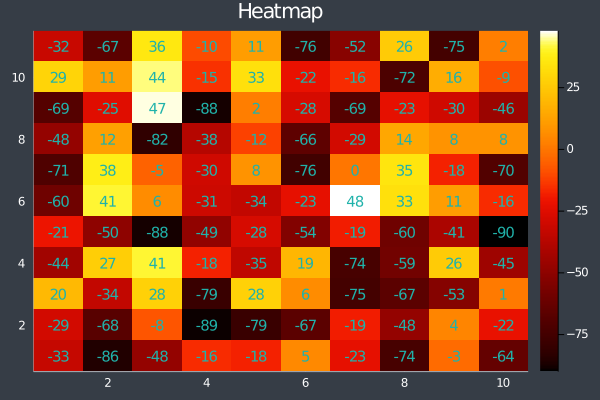 Heatmap
-32 -67 36 -10 11 -76 -52 26 -75 2
10 29 11 44 -15 33 -22 -16 -72 16 -9
25
-69 -25 47 -88 2 -28 -69 -23 -30 -46
8 -48 12 -82 -38 -12 -66 -29 14 8 8
0
-71 38 -5 -30 8 -76 0 35 -18 -70
6 -60 41 6 -31 -34 -23 48 33 11 -16
−25
-21 -50 -88 -49 -28 -54 -19 -60 -41 -90
4 -44 27 41 -18 -35 19 -74 -59 26 -45
−50
20 -34 28 -79 28 6 -75 -67 -53 1
2 -29 -68 -8 -89 -79 -67 -19 -48 4 -22
−75
-33 -86 -48 -16 -18 5 -23 -74 -3 -64
2 4 6 8 10